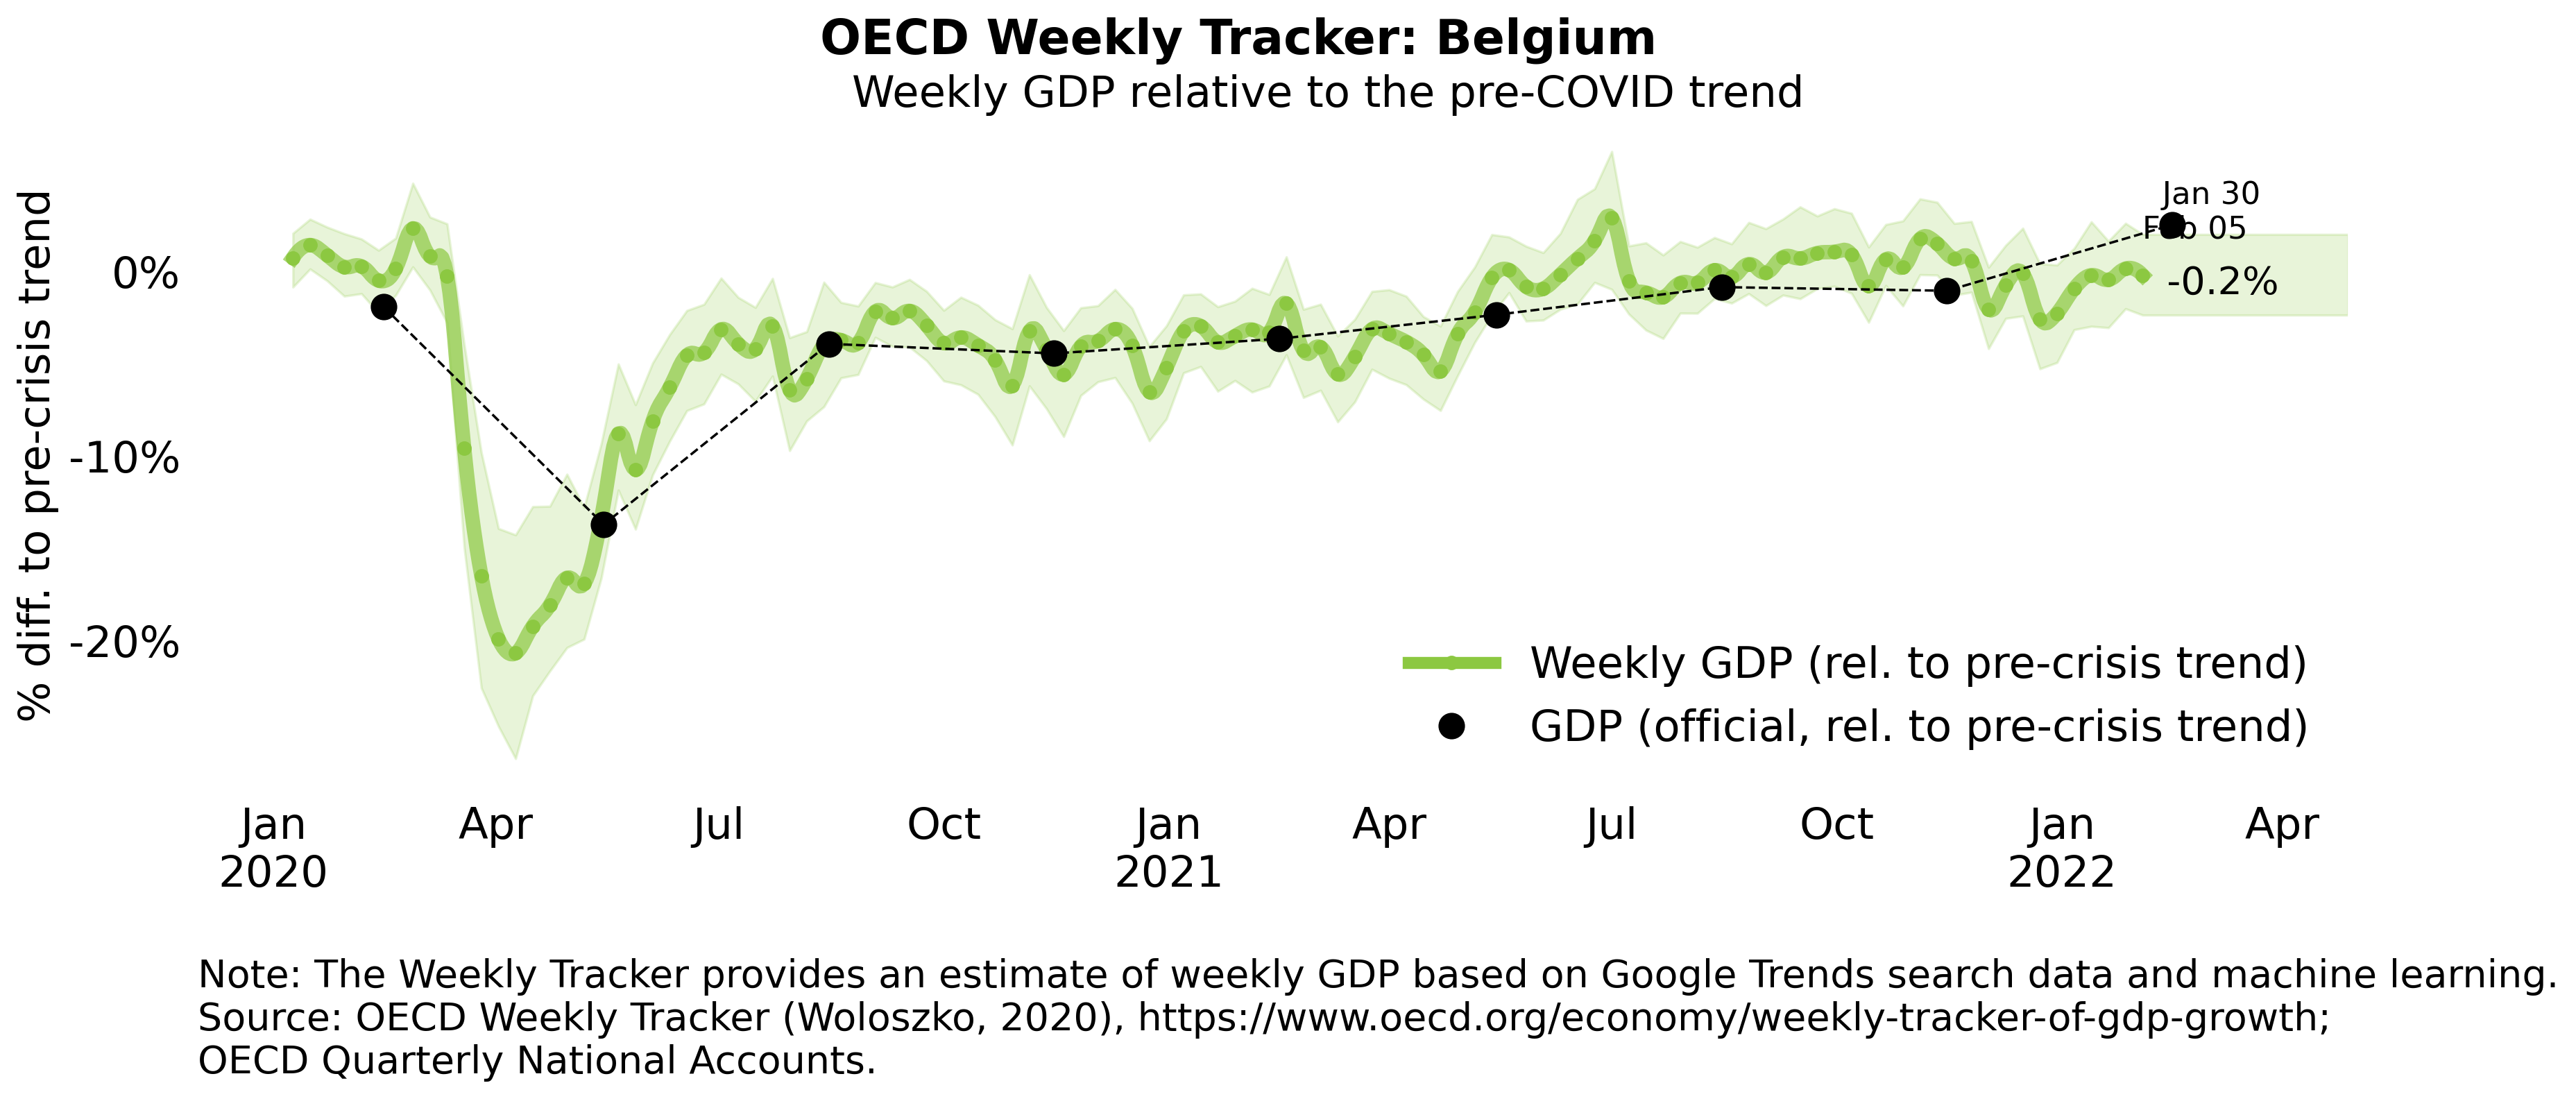 OECD Weekly Tracker: Belgium
Weekly GDP relative to the pre-COVID trend
% diff. to pre-crisis trend
0%
-10%
-20%
Jan 30
Feb 05
-0.2%
Weekly GDP (rel. to pre-crisis trend)
GDP (official, rel. to pre-crisis trend)
Jan Apr Jul Oct Jan Apr Jul Oct Jan Apr
2020 2021 2022
Note: The Weekly Tracker provides an estimate of weekly GDP based on Google Trends search data and machine learning.
Source: OECD Weekly Tracker (Woloszko, 2020), https://www.oecd.org/economy/weekly-tracker-of-gdp-growth;
OECD Quarterly National Accounts.